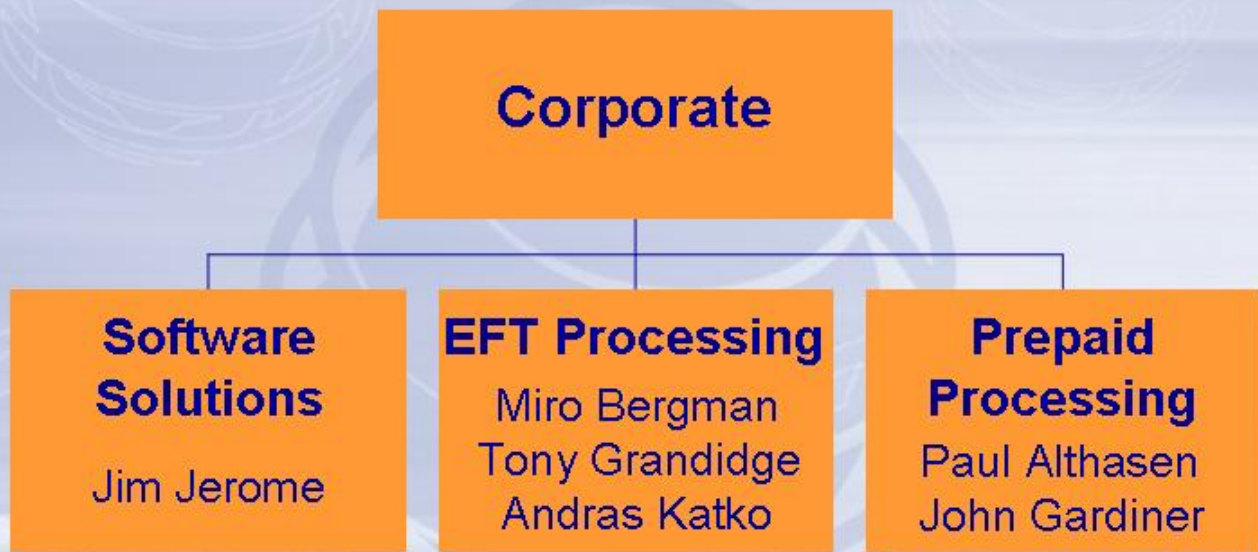 Corporate
Software
Solutions
Jim Jerome
EFT Processing
Miro Bergman
Tony Grandidge
Andras Katko
Prepaid
Processing
Paul Althasen
John Gardiner